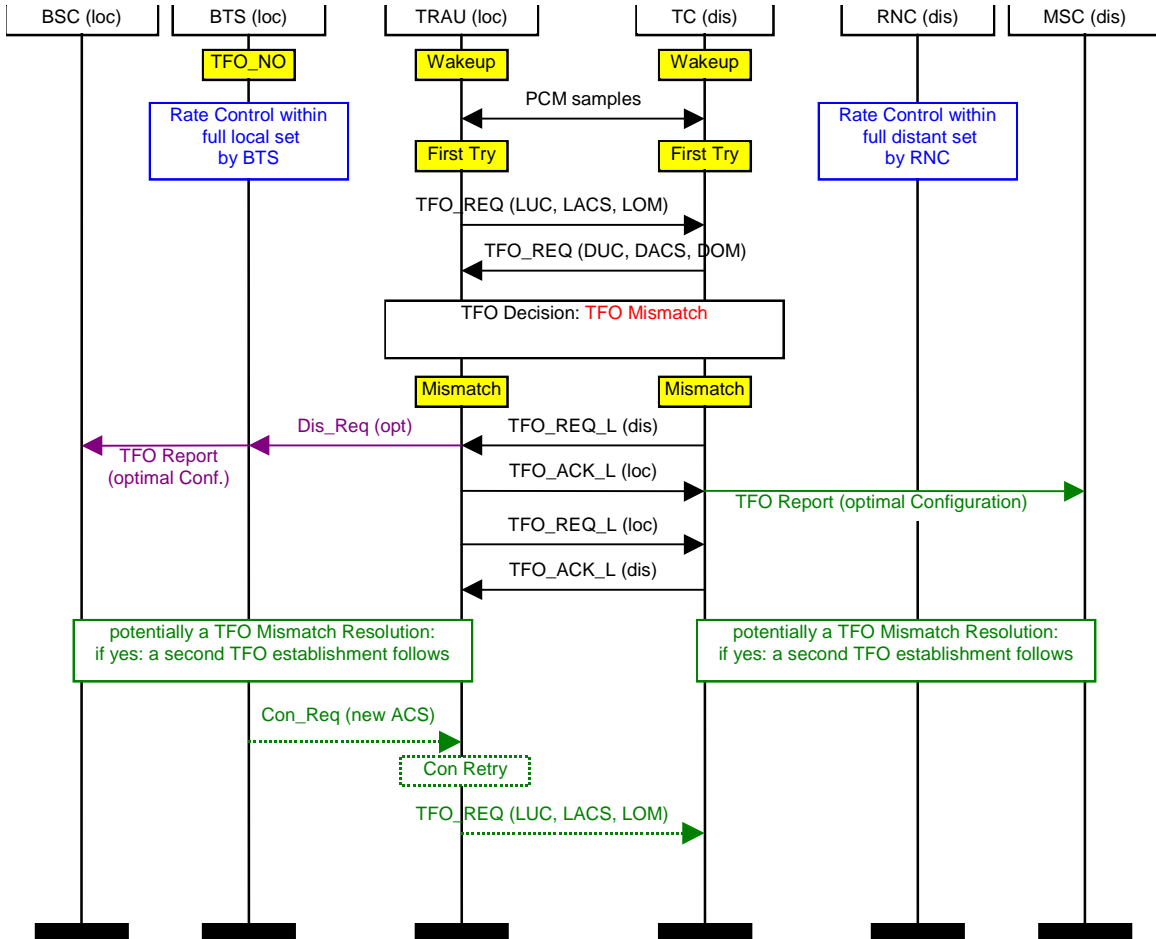 BSC (loc)
BTS (loc)
TRAU (loc)
TC (dis)
RNC (dis)
MSC (dis)
TFO_NO
Wakeup
Wakeup
PCM samples
Rate Control within
full local set
by BTS
Rate Control within
full distant set
by RNC
First Try
First Try
TFO_REQ (LUC, LACS, LOM)
TFO_REQ (DUC, DACS, DOM)
TFO Decision: TFO Mismatch
Mismatch
Mismatch
Dis_Req (opt)
TFO_REQ_L (dis)
TFO Report
(optimal Conf.)
TFO_ACK_L (loc)
TFO Report (optimal Configuration)
TFO_REQ_L (loc)
TFO_ACK_L (dis)
potentially a TFO Mismatch Resolution:
if yes: a second TFO establishment follows
potentially a TFO Mismatch Resolution:
if yes: a second TFO establishment follows
Con_Req (new ACS)
Con Retry
TFO_REQ (LUC, LACS, LOM)